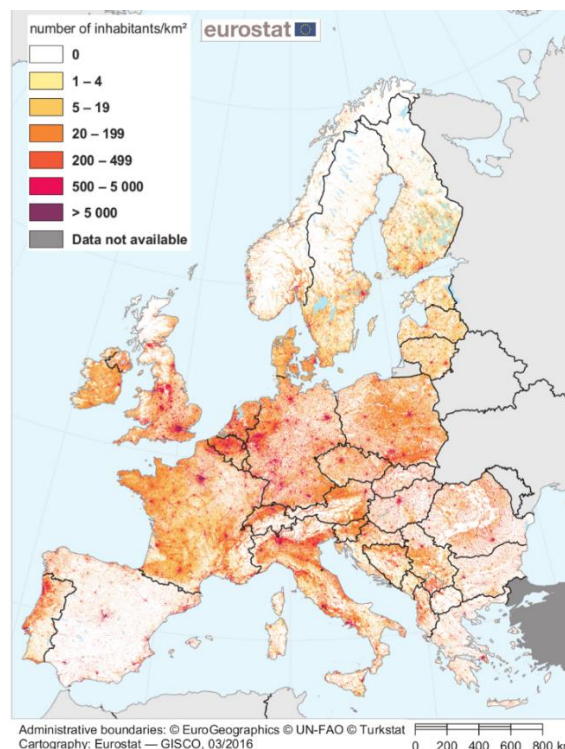 number of inhabitants/km²
eurostat
0
1 – 4
5 – 19
20 – 199
200 – 499
500 – 5 000
> 5 000
Data not available
Administrative boundaries: © EuroGeographics © UN-FAO © Turkstat
Cartography: Eurostat — GISCO, 03/2016
0 200 400 600 800 km